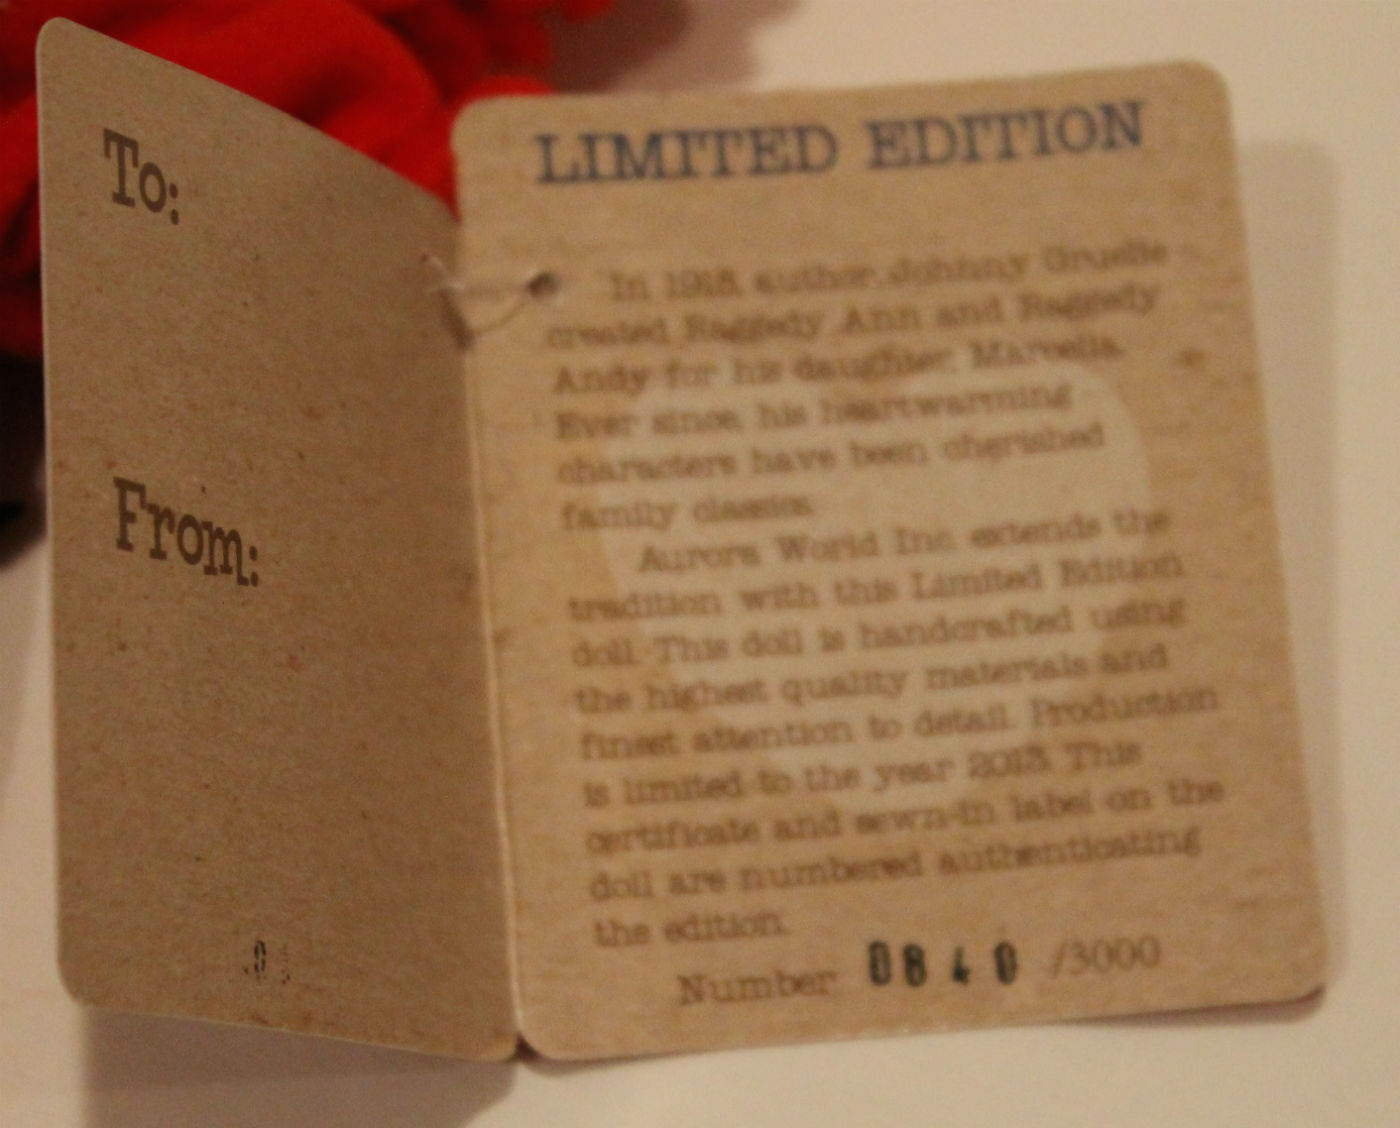 To:
From:
LIMITED EDITION
In 1918, author Johnny Gruelle
created Raggedy Ann and Raggedy
Andy for his daughter, Marcella.
Ever since, his heartwarming
characters have been cherished
family classics.
Aurora World Inc. extends the
tradition with this Limited Edition
doll. This doll is handcrafted using
the highest quality materials and
finest attention to detail. Production
is limited to the year 2013. This
certificate and sewn-in label on the
doll are numbered authenticating
the edition.
Number 0840 /3000